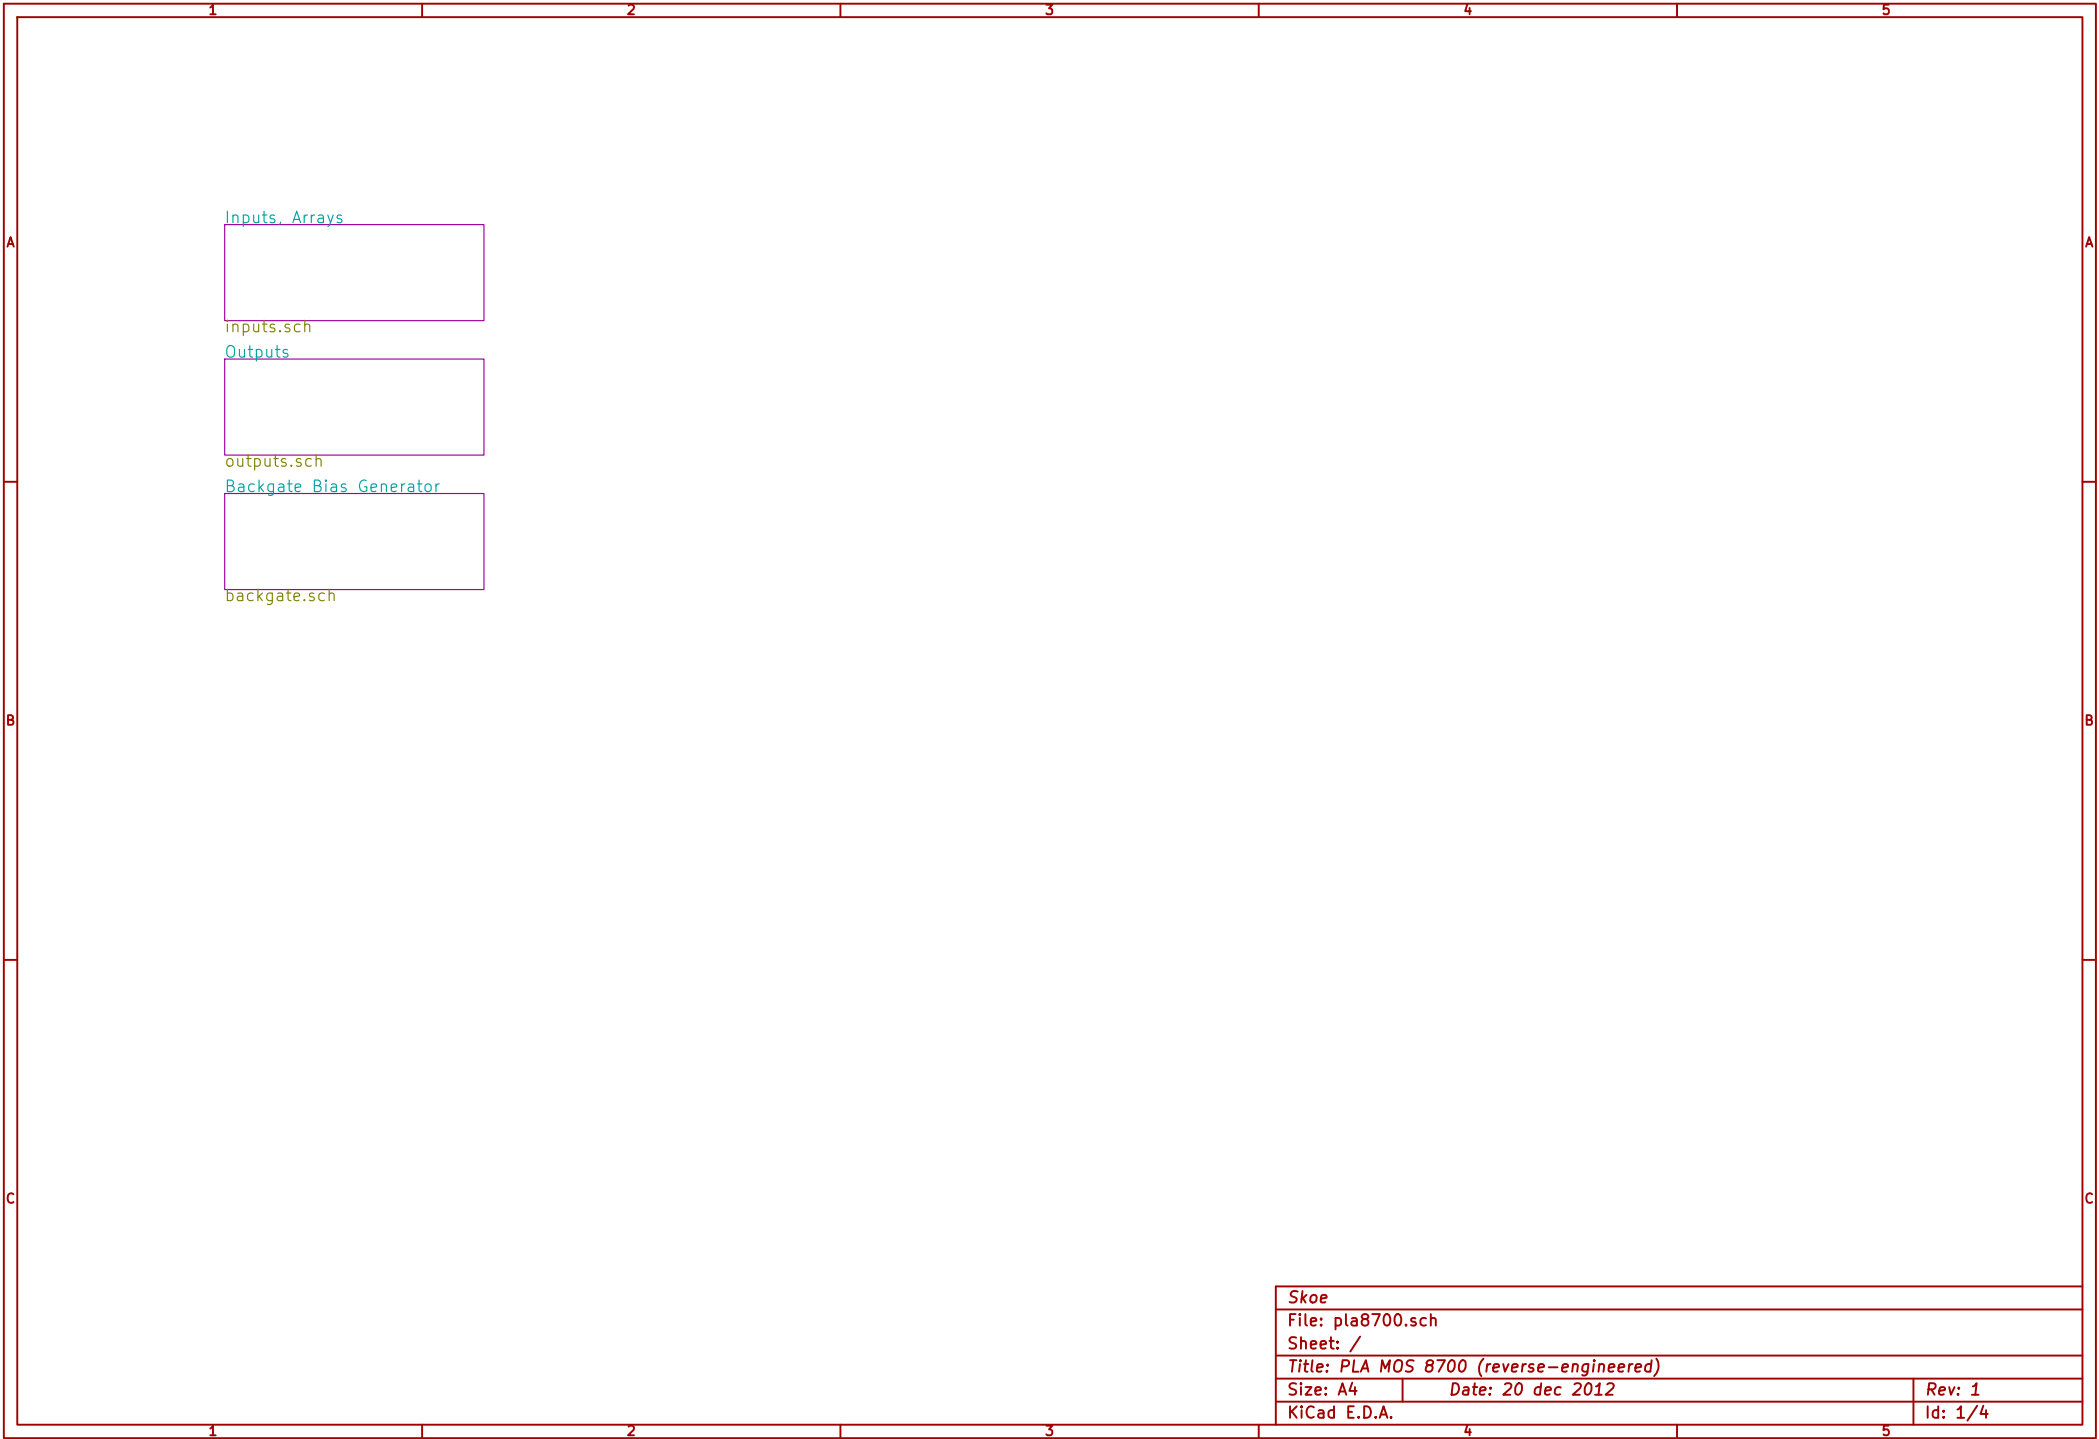 1 2 3 4 5
Inputs, Arrays
A A
inputs.sch
Outputs
outputs.sch
Backgate Bias Generator
backgate.sch
B B
C C
Skoe
File: pla8700.sch
Sheet: /
Title: PLA MOS 8700 (reverse-engineered)
Size: A4 Date: 20 dec 2012 Rev: 1
KiCad E.D.A. Id: 1/4
1 2 3 4 5